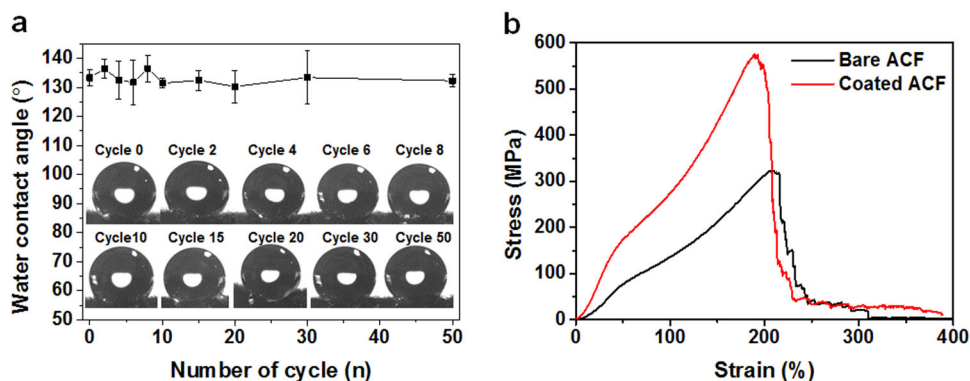 a
Water contact angle (°)
140
130
120
110
100
90
80
70
60
50
Cycle 0 Cycle 2 Cycle 4 Cycle 6 Cycle 8
Cycle10 Cycle 15 Cycle 20 Cycle 30 Cycle 50
0 10 20 30 40 50
Number of cycle (n)
b
Stress (MPa)
600
500
400
300
200
100
0
Bare ACF
Coated ACF
0 100 200 300 400
Strain (%)